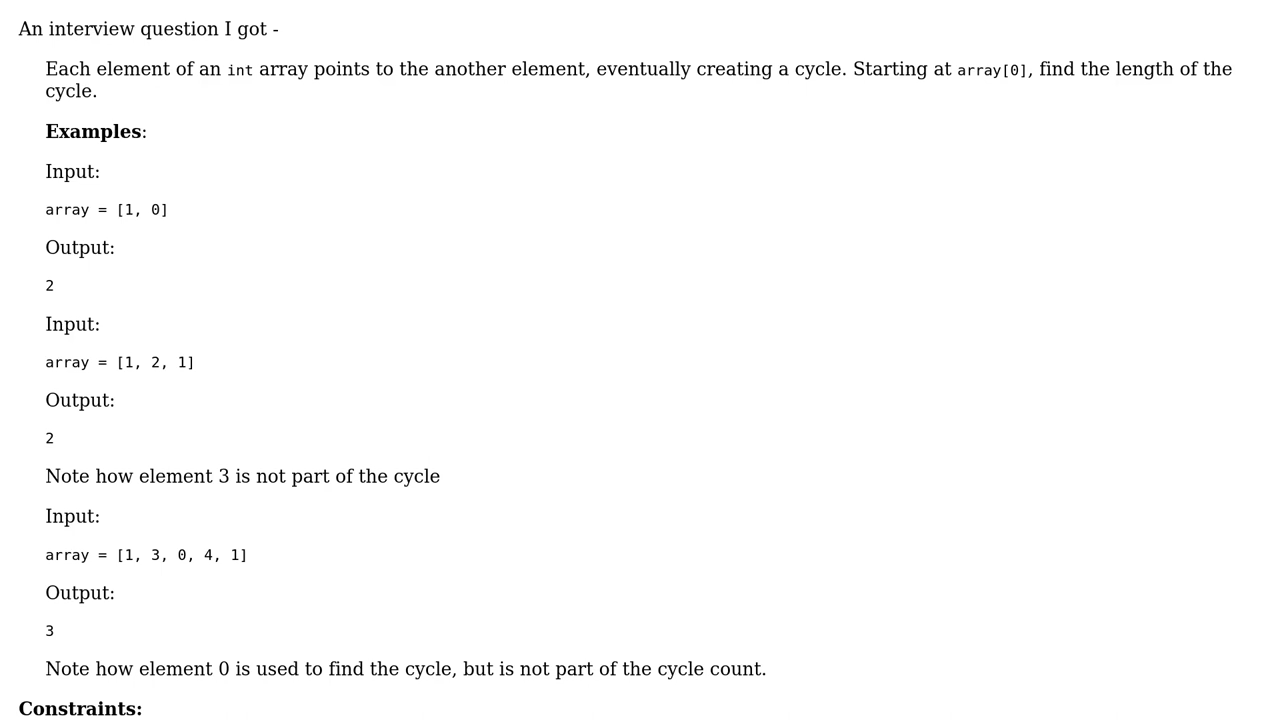 An interview question I got -
Each element of an int array points to the another element, eventually creating a cycle. Starting at array[0], find the length of the
cycle.
Examples:
Input:
array = [1, 0]
Output:
2
Input:
array = [1, 2, 1]
Output:
2
Note how element 3 is not part of the cycle
Input:
array = [1, 3, 0, 4, 1]
Output:
3
Note how element 0 is used to find the cycle, but is not part of the cycle count.
Constraints: